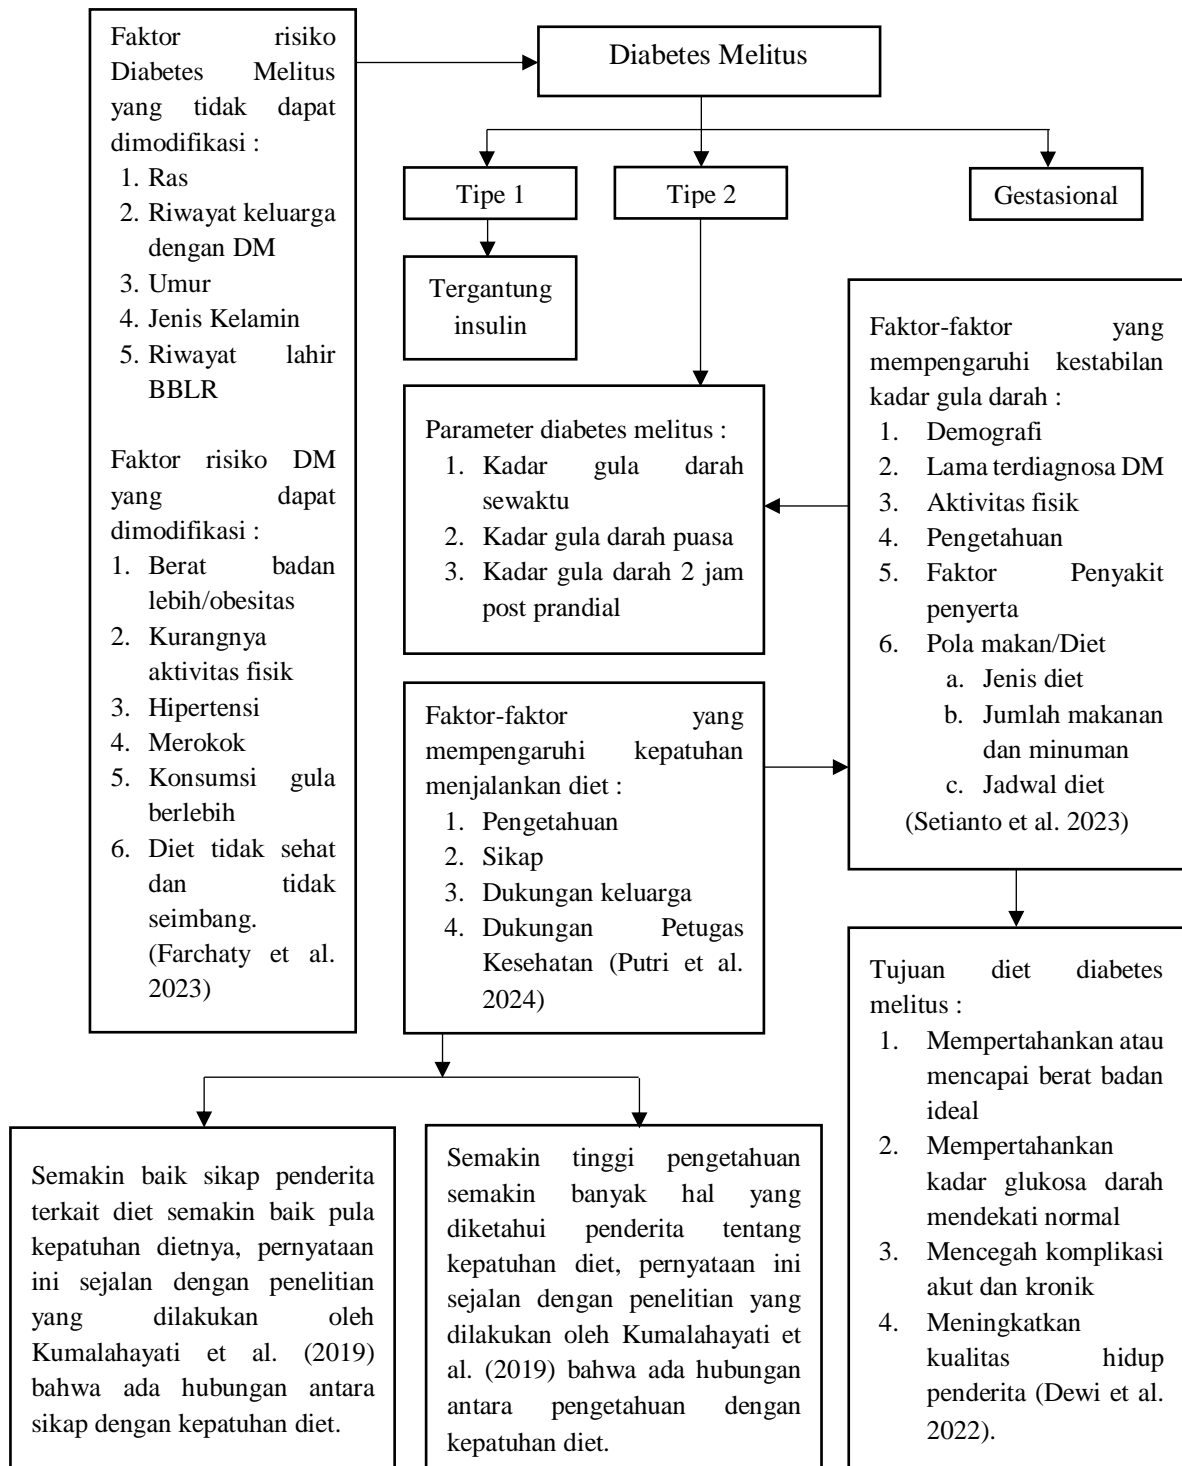 Faktor risiko
Diabetes Melitus
yang tidak dapat
dimodifikasi :
1. Ras
2. Riwayat keluarga
dengan DM
3. Umur
4. Jenis Kelamin
5. Riwayat lahir
BBLR
Faktor risiko DM
yang dapat
dimodifikasi :
1. Berat badan
lebih/obesitas
2. Kurangnya
aktivitas fisik
3. Hipertensi
4. Merokok
5. Konsumsi gula
berlebih
6. Diet tidak sehat
dan tidak
seimbang.
(Farchaty et al.
2023)
Diabetes Melitus
Tipe 1
Tipe 2
Gestasional
Tergantung
insulin
Parameter diabetes melitus :
1. Kadar gula darah
sewaktu
2. Kadar gula darah puasa
3. Kadar gula darah 2 jam
post prandial
Faktor-faktor yang
mempengaruhi kestabilan
kadar gula darah :
1. Demografi
2. Lama terdiagnosa DM
3. Aktivitas fisik
4. Pengetahuan
5. Faktor Penyakit
penyerta
6. Pola makan/Diet
a. Jenis diet
b. Jumlah makanan
dan minuman
c. Jadwal diet
(Setianto et al. 2023)
Faktor-faktor yang
mempengaruhi kepatuhan
menjalankan diet :
1. Pengetahuan
2. Sikap
3. Dukungan keluarga
4. Dukungan Petugas
Kesehatan (Putri et al.
2024)
Tujuan diet diabetes
melitus :
1. Mempertahankan atau
mencapai berat badan
ideal
2. Mempertahankan
kadar glukosa darah
mendekati normal
3. Mencegah komplikasi
akut dan kronik
4. Meningkatkan
kualitas hidup
penderita (Dewi et al.
2022).
Semakin baik sikap penderita
terkait diet semakin baik pula
kepatuhan dietnya, pernyataan
ini sejalan dengan penelitian
yang dilakukan oleh
Kumalahayati et al. (2019)
bahwa ada hubungan antara
sikap dengan kepatuhan diet.
Semakin tinggi pengetahuan
semakin banyak hal yang
diketahui penderita tentang
kepatuhan diet, pernyataan ini
sejalan dengan penelitian yang
dilakukan oleh Kumalahayati et
al. (2019) bahwa ada hubungan
antara pengetahuan dengan
kepatuhan diet.